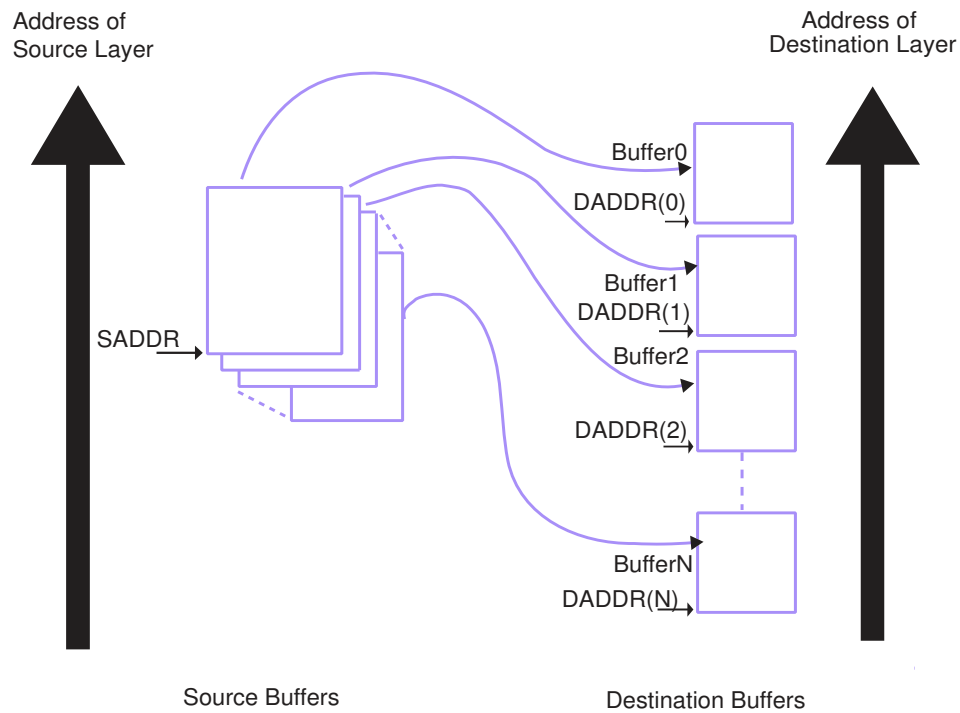 Address of
Source Layer
Address of
Destination Layer
Buffer0
DADDR(0)
Buffer1
DADDR(1)
SADDR
Buffer2
DADDR(2)
BufferN
DADDR(N)
Source Buffers
Destination Buffers